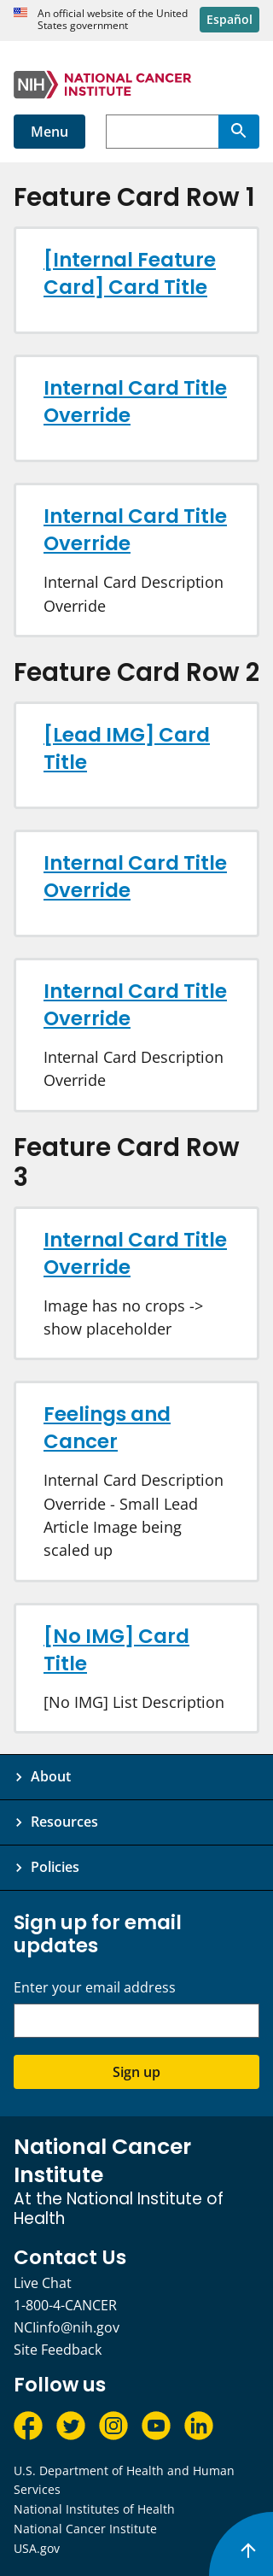 An official website of the United
States government
Español
NIH
NATIONAL CANCER
INSTITUTE
Menu
Feature Card Row 1
[Internal Feature
Card] Card Title
Internal Card Title
Override
Internal Card Title
Override
Internal Card Description
Override
Feature Card Row 2
[Lead IMG] Card
Title
Internal Card Title
Override
Internal Card Title
Override
Internal Card Description
Override
Feature Card Row
3
Internal Card Title
Override
Image has no crops ->
show placeholder
Feelings and
Cancer
Internal Card Description
Override - Small Lead
Article Image being
scaled up
[No IMG] Card
Title
[No IMG] List Description
About
Resources
Policies
Sign up for email
updates
Enter your email address
Sign up
National Cancer
Institute
At the National Institute of
Health
Contact Us
Live Chat
1-800-4-CANCER
NCIinfo@nih.gov
Site Feedback
Follow us
U.S. Department of Health and Human
Services
National Institutes of Health
National Cancer Institute
USA.gov